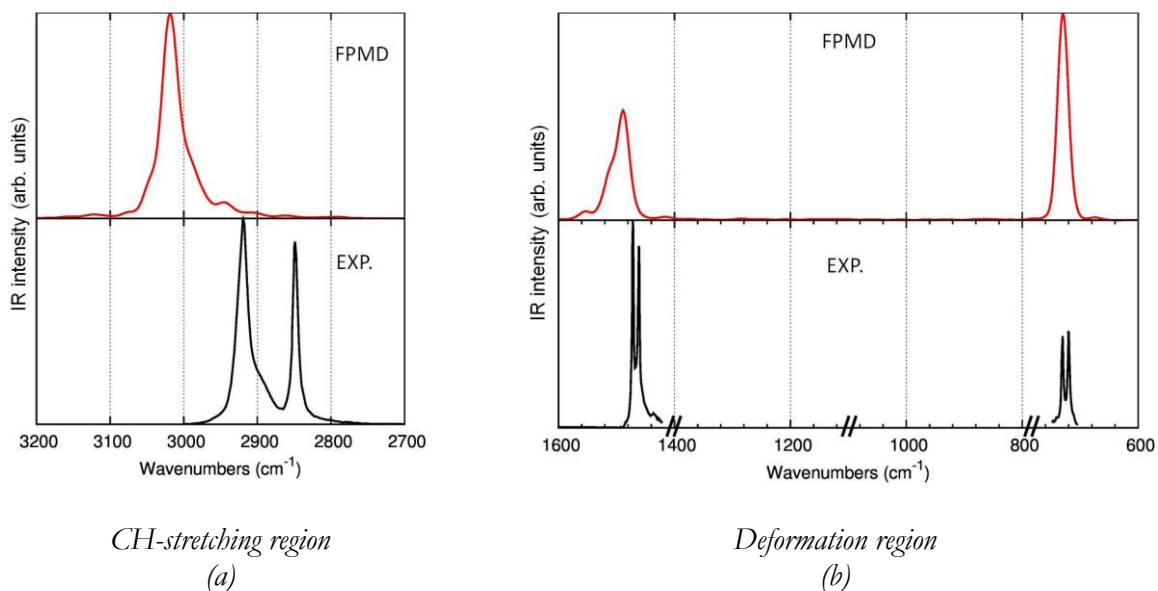 FPMD
EXP.
IR intensity (arb. units)
3200 3100 3000 2900 2800 2700
Wavenumbers (cm⁻¹)
CH-stretching region
(a)
FPMD
EXP.
IR intensity (arb. units)
1600 1400 1200 1000 800 600
Wavenumbers (cm⁻¹)
Deformation region
(b)